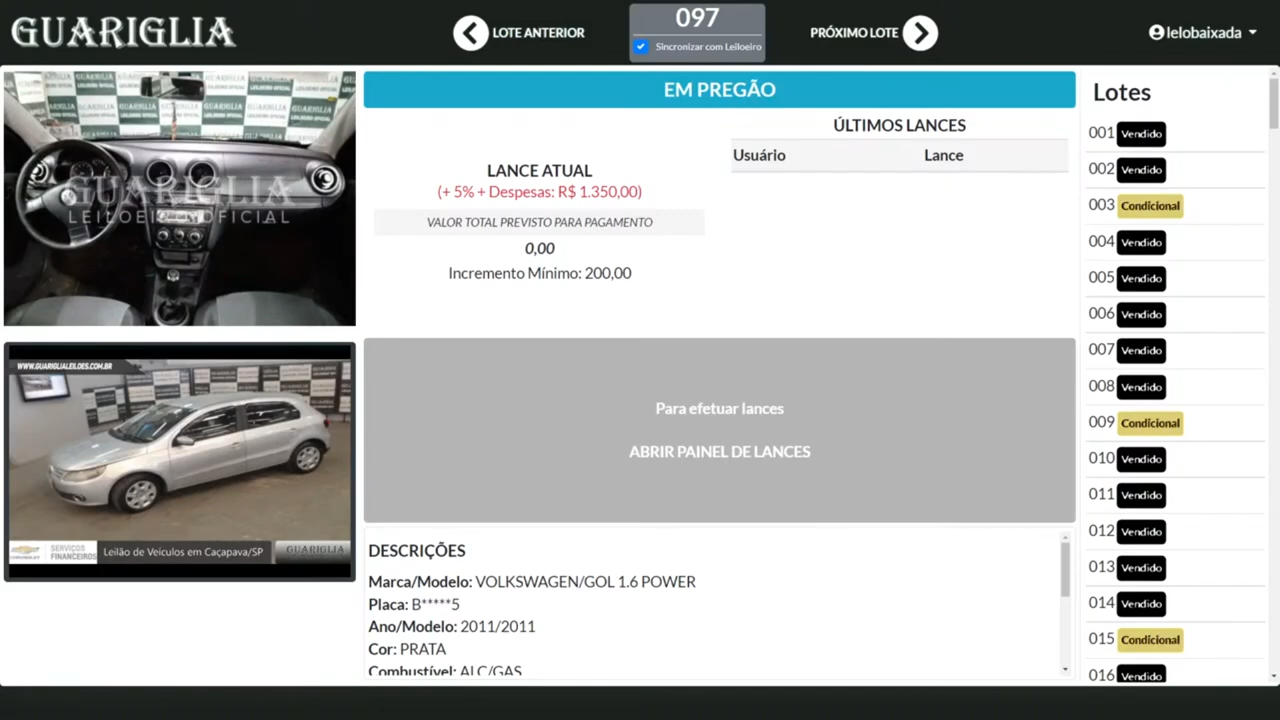 GUARIGLIA
LOTE ANTERIOR
097
Sincronizar com Leiloeiro
PRÓXIMO LOTE
lelobaixada
GUARIGLIA
LEILOEIRO OFICIAL
WWW.GUARIGLIALEILOES.COM.BR
CHEVROLET
SERVIÇOS
FINANCEIROS
Leilão de Veículos em Caçapava/SP
GUARIGLIA
EM PREGÃO
LANCE ATUAL
(+ 5% + Despesas: R$ 1.350,00)
VALOR TOTAL PREVISTO PARA PAGAMENTO
0,00
Incremento Mínimo: 200,00
ÚLTIMOS LANCES
Usuário Lance
Para efetuar lances
ABRIR PAINEL DE LANCES
DESCRIÇÕES
Marca/Modelo: VOLKSWAGEN/GOL 1.6 POWER
Placa: B*****5
Ano/Modelo: 2011/2011
Cor: PRATA
Combustível: ALC/GAS
Lotes
001 Vendido
002 Vendido
003 Condicional
004 Vendido
005 Vendido
006 Vendido
007 Vendido
008 Vendido
009 Condicional
010 Vendido
011 Vendido
012 Vendido
013 Vendido
014 Vendido
015 Condicional
016 Vendido